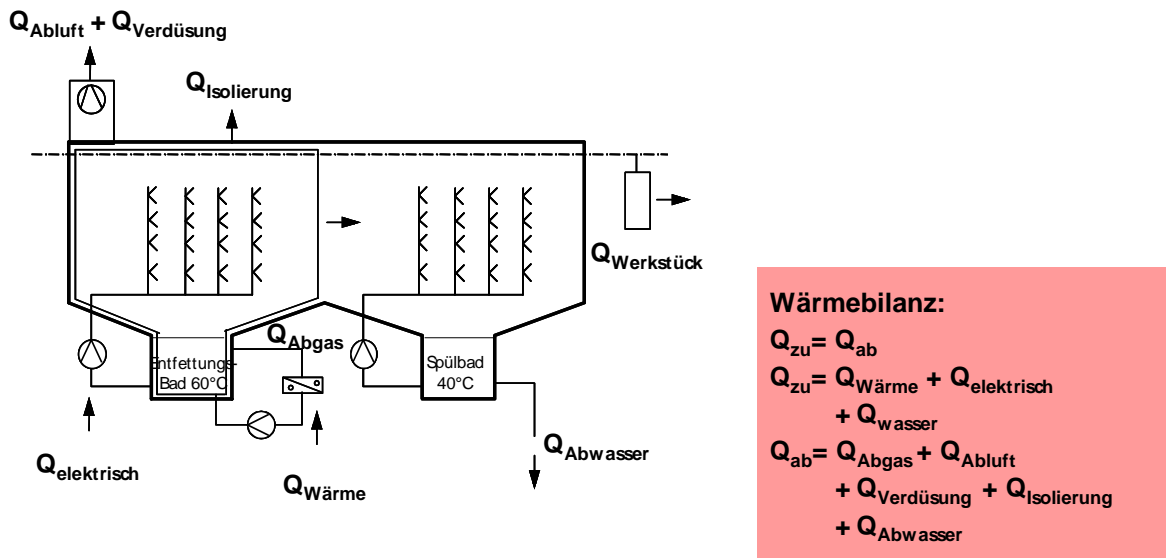 QAbluft + QVerdüsung
QIsolierung
QWerkstück
QAbgas
Entfettungs-
Bad 60°C
Spülbad
40°C
Qelektrisch
QWärme
QAbwasser
Wärmebilanz:
Qzu= Qab
Qzu= QWärme + Qelektrisch
+ Qwasser
Qab= QAbgas + QAbluft
+ QVerdüsung + QIsolierung
+ QAbwasser